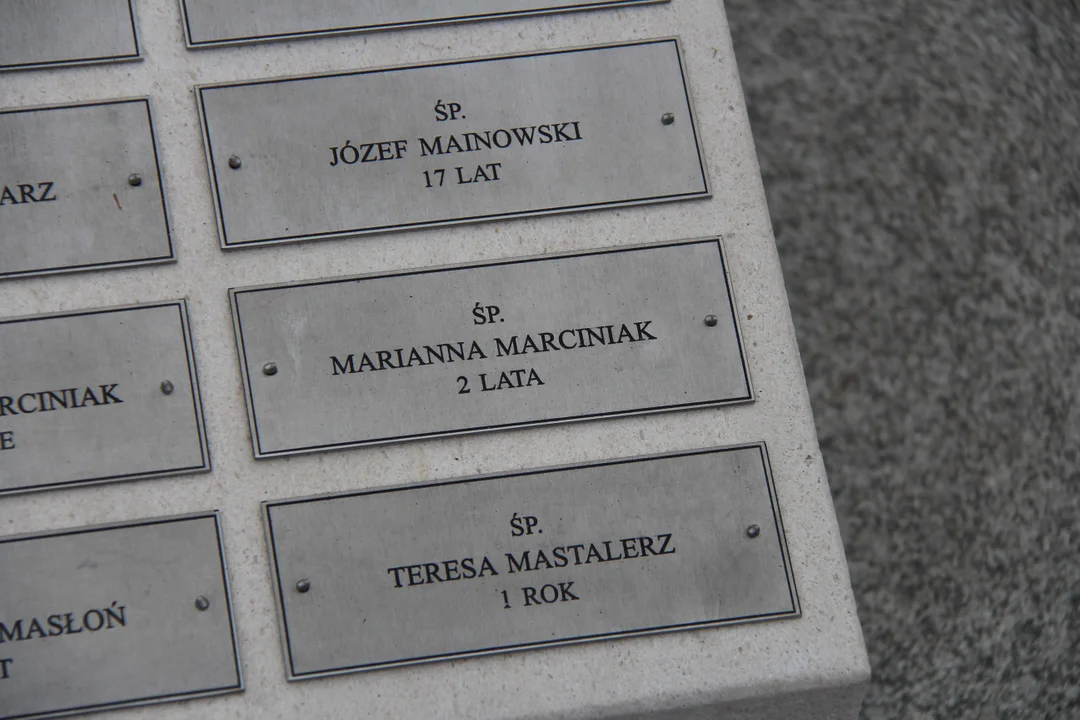 ŚP.
JÓZEF MAINOWSKI
17 LAT
ARZ
ŚP.
MARIANNA MARCINIAK
2 LATA
RCINIAK
E
ŚP.
TERESA MASTALERZ
1 ROK
MASŁOŃ
T